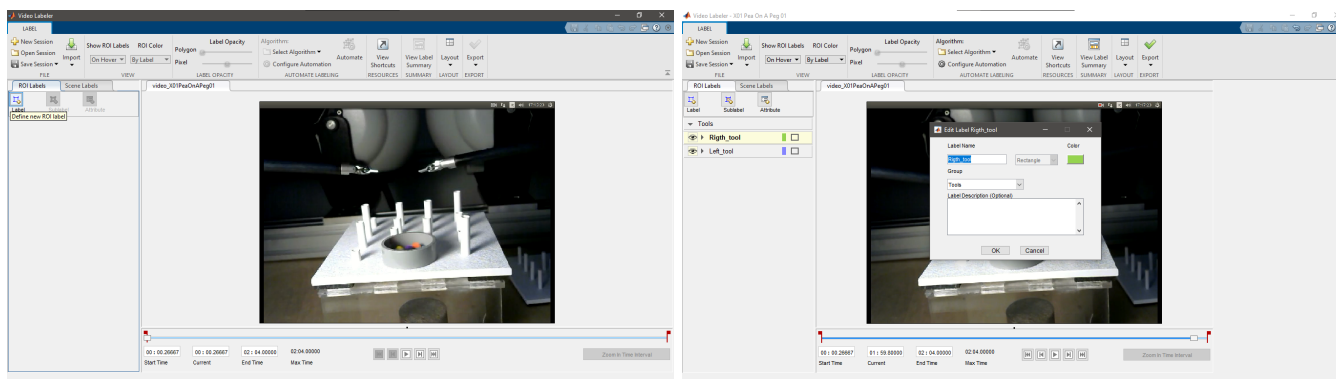 Video Labeler
LABEL
New Session
Open Session
Save Session
Import
FILE
Show ROI Labels
On Hover
ROI Color
By Label
VIEW
Label Opacity
Polygon
Pixel
LABEL OPACITY
Algorithm:
Select Algorithm
Configure Automation
Automate
AUTOMATE LABELING
View
Shortcuts
RESOURCES
View Label
Summary
SUMMARY
Layout
LAYOUT
Export
EXPORT
ROI Labels
Scene Labels
Label
Sublabel
Attribute
Define new ROI label
video_X01PeaOnAPeg01
00 : 00.26667
00 : 00.26667
02 : 04.00000
02:04.00000
Start Time
Current
End Time
Max Time
Zoom In Time Interval
Video Labeler - X01 Pea On A Peg 01
LABEL
New Session
Open Session
Save Session
Import
FILE
Show ROI Labels
On Hover
ROI Color
By Label
VIEW
Label Opacity
Polygon
Pixel
LABEL OPACITY
Algorithm:
Select Algorithm
Configure Automation
Automate
AUTOMATE LABELING
View
Shortcuts
RESOURCES
View Label
Summary
SUMMARY
Layout
LAYOUT
Export
EXPORT
ROI Labels
Scene Labels
Label
Sublabel
Attribute
Tools
Rigth_tool
Left_tool
video_X01PeaOnAPeg01
Edit Label Rigth_tool
Label Name
Color
Rigth_tool
Rectangle
Group
Tools
Label Description (Optional)
OK
Cancel
00 : 00.26667
01 : 59.80000
02 : 04.00000
02:04.00000
Start Time
Current
End Time
Max Time
Zoom In Time Interval